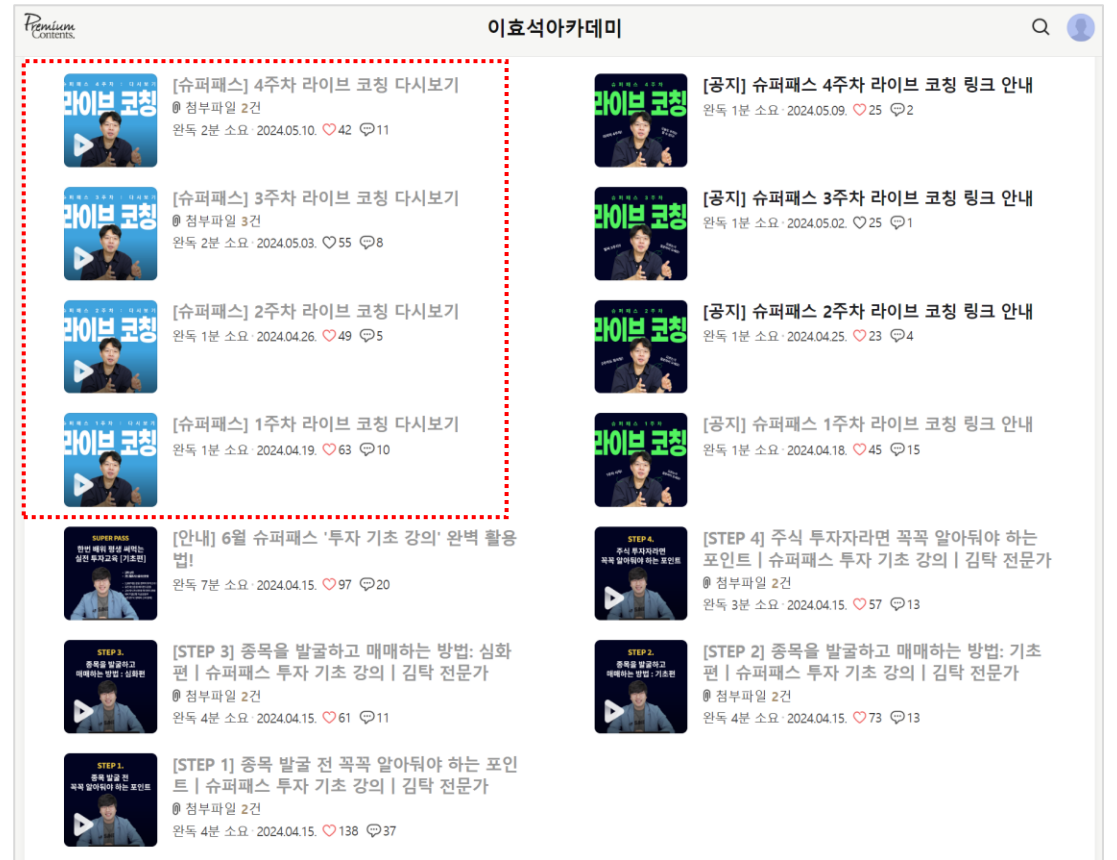 Premium Contents.
이효석아카데미
라이브 코칭
[슈퍼패스] 4주차 라이브 코칭 다시보기
첨부파일 2건
완독 2분 소요 · 2024.05.10. 42 11
라이브 코칭
[공지] 슈퍼패스 4주차 라이브 코칭 링크 안내
완독 1분 소요 · 2024.05.09. 25 2
라이브 코칭
[슈퍼패스] 3주차 라이브 코칭 다시보기
첨부파일 3건
완독 2분 소요 · 2024.05.03. 55 8
라이브 코칭
[공지] 슈퍼패스 3주차 라이브 코칭 링크 안내
완독 1분 소요 · 2024.05.02. 25 1
라이브 코칭
[슈퍼패스] 2주차 라이브 코칭 다시보기
완독 1분 소요 · 2024.04.26. 49 5
라이브 코칭
[공지] 슈퍼패스 2주차 라이브 코칭 링크 안내
완독 1분 소요 · 2024.04.25. 23 4
라이브 코칭
[슈퍼패스] 1주차 라이브 코칭 다시보기
완독 1분 소요 · 2024.04.19. 63 10
라이브 코칭
[공지] 슈퍼패스 1주차 라이브 코칭 링크 안내
완독 1분 소요 · 2024.04.18. 45 15
SUPER PASS
한번 배워 평생 써먹는
실전 투자교육 [기초편]
[안내] 6월 슈퍼패스 '투자 기초 강의' 완벽 활용
법!
완독 7분 소요 · 2024.04.15. 97 20
STEP 4.
주식 투자자라면
꼭꼭 알아둬야 하는 포인트
[STEP 4] 주식 투자자라면 꼭꼭 알아둬야 하는
포인트 | 슈퍼패스 투자 기초 강의 | 김탁 전문가
첨부파일 2건
완독 3분 소요 · 2024.04.15. 57 13
STEP 3.
종목을 발굴하고
매매하는 방법 : 심화편
[STEP 3] 종목을 발굴하고 매매하는 방법: 심화
편 | 슈퍼패스 투자 기초 강의 | 김탁 전문가
첨부파일 2건
완독 4분 소요 · 2024.04.15. 61 11
STEP 2.
종목을 발굴하고
매매하는 방법 : 기초편
[STEP 2] 종목을 발굴하고 매매하는 방법: 기초
편 | 슈퍼패스 투자 기초 강의 | 김탁 전문가
첨부파일 2건
완독 4분 소요 · 2024.04.15. 73 13
STEP 1.
종목 발굴 전
꼭꼭 알아둬야 하는 포인트
[STEP 1] 종목 발굴 전 꼭꼭 알아둬야 하는 포인
트 | 슈퍼패스 투자 기초 강의 | 김탁 전문가
첨부파일 2건
완독 4분 소요 · 2024.04.15. 138 37